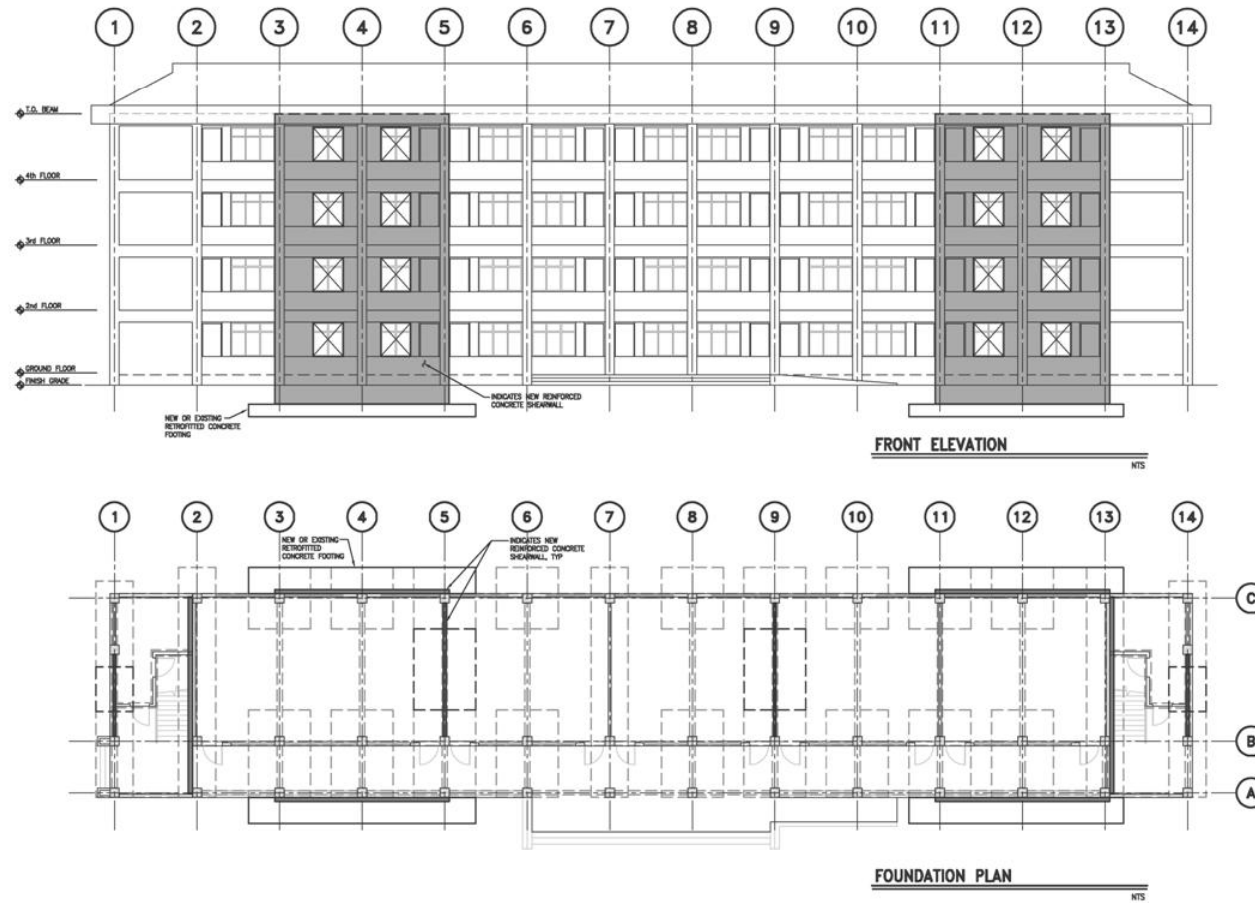 1 2 3 4 5 6 7 8 9 10 11 12 13 14
T.O. BEAM
4th FLOOR
3rd FLOOR
2nd FLOOR
GROUND FLOOR
FINISH GRADE
INDICATES NEW REINFORCED
CONCRETE SHEARWALL
NEW OR EXISTING
RETROFITTED CONCRETE
FOOTING
FRONT ELEVATION
NTS
1 2 3 4 5 6 7 8 9 10 11 12 13 14
NEW OR EXISTING
RETROFITTED
CONCRETE FOOTING
INDICATES NEW
REINFORCED CONCRETE
SHEARWALL, TYP
C
B
A
FOUNDATION PLAN
NTS